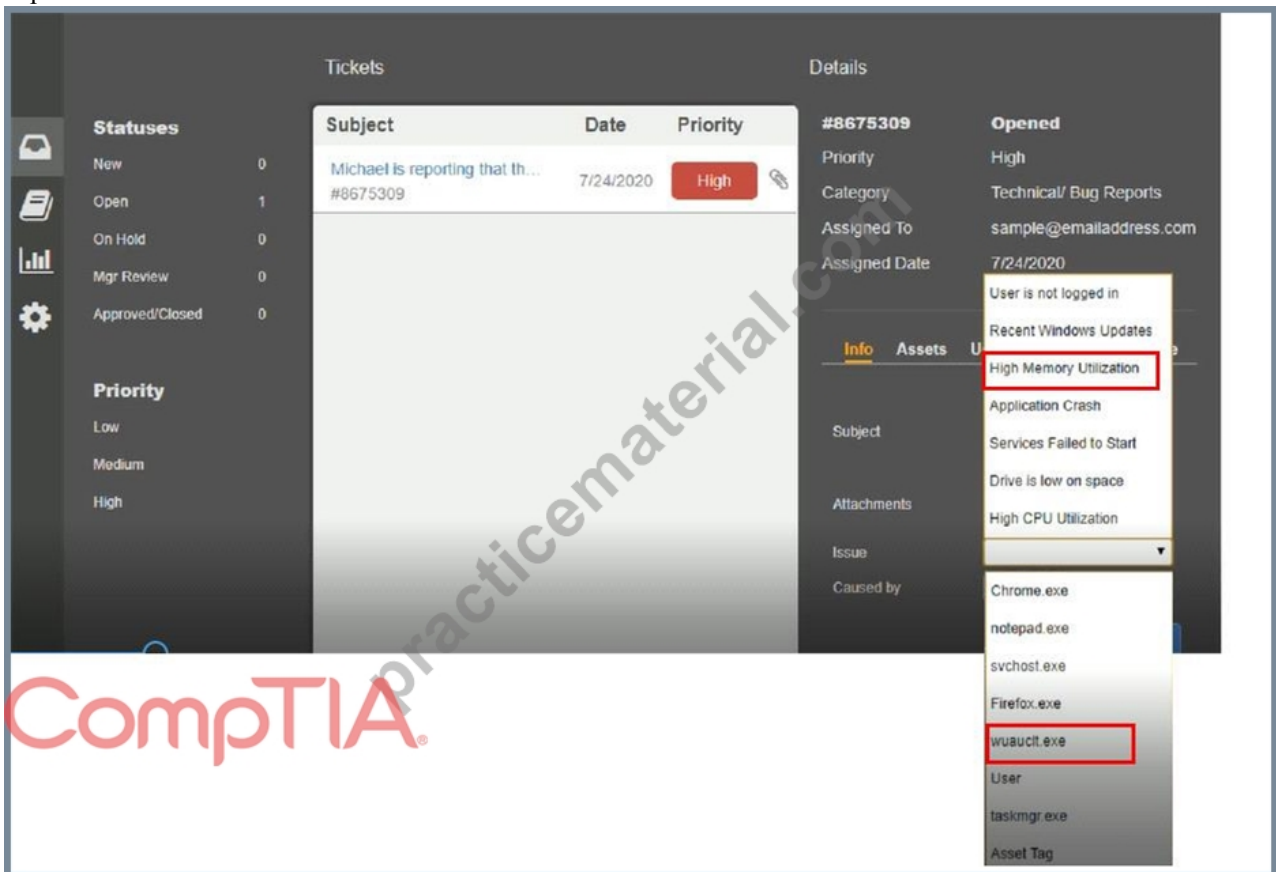 Tickets
Details
Statuses
New 0
Open 1
On Hold 0
Mgr Review 0
Approved/Closed 0
Priority
Low
Medium
High
Subject Date Priority
Michael is reporting that th...
#8675309
7/24/2020 High
#8675309 Opened
Priority High
Category Technical/ Bug Reports
Assigned To sample@emailaddress.com
Assigned Date 7/24/2020
Info Assets
Subject
Attachments
Issue
Caused by
User is not logged in
Recent Windows Updates
High Memory Utilization
Application Crash
Services Failed to Start
Drive is low on space
High CPU Utilization
Chrome.exe
notepad.exe
svchost.exe
Firefox.exe
wuauclt.exe
User
taskmgr.exe
Asset Tag
practicematerial.com
CompTIA.